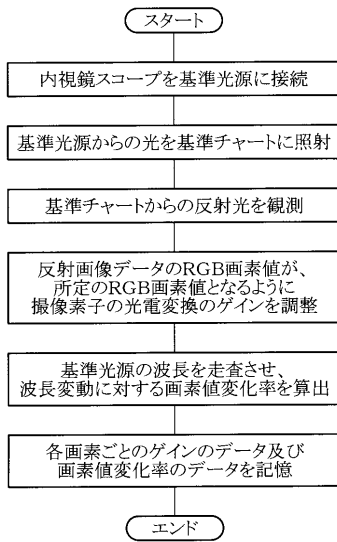 スタート
内視鏡スコープを基準光源に接続
基準光源からの光を基準チャートに照射
基準チャートからの反射光を観測
反射画像データのRGB画素値が、
所定のRGB画素値となるように
撮像素子の光電変換のゲインを調整
基準光源の波長を走査させ、
波長変動に対する画素値変化率を算出
各画素ごとのゲインのデータ及び
画素値変化率のデータを記憶
エンド